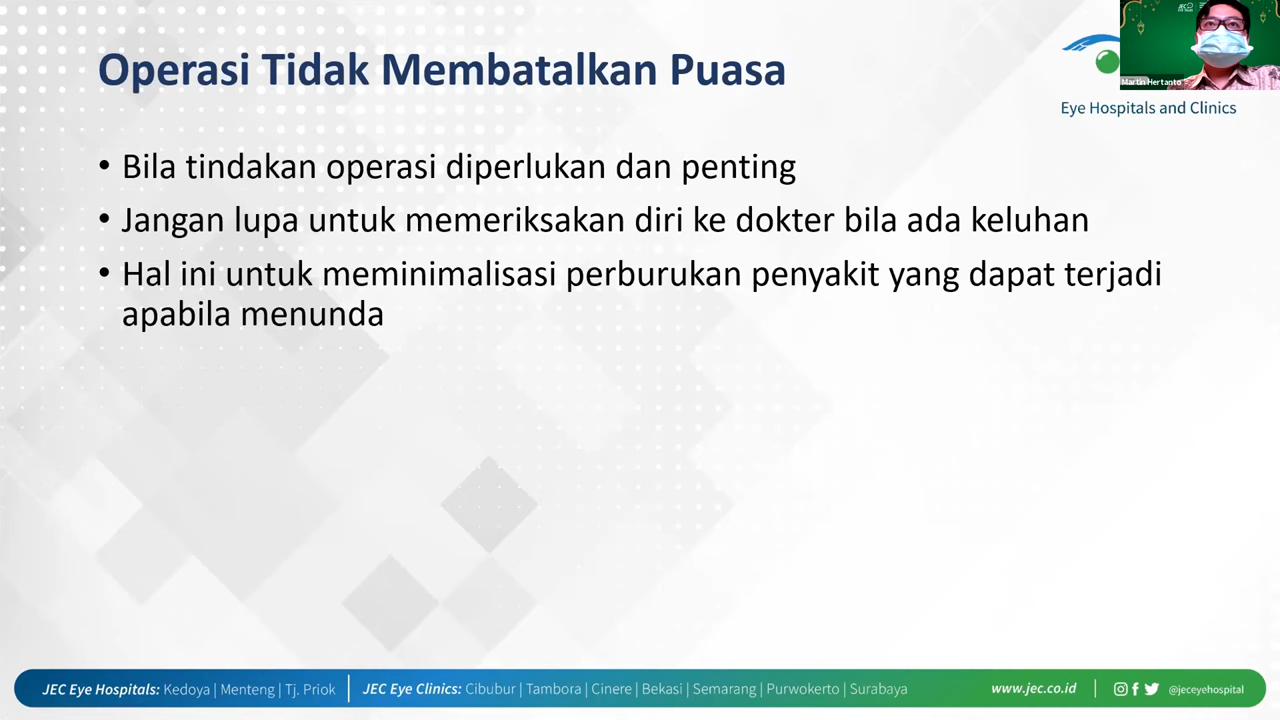 Operasi Tidak Membatalkan Puasa
JEC
Martin Hertanto
Eye Hospitals and Clinics
• Bila tindakan operasi diperlukan dan penting
• Jangan lupa untuk memeriksakan diri ke dokter bila ada keluhan
• Hal ini untuk meminimalisasi perburukan penyakit yang dapat terjadi
apabila menunda
JEC Eye Hospitals: Kedoya | Menteng | Tj. Priok | JEC Eye Clinics: Cibubur | Tambora | Cinere | Bekasi | Semarang | Purwokerto | Surabaya www.jec.co.id | @jeceyehospital